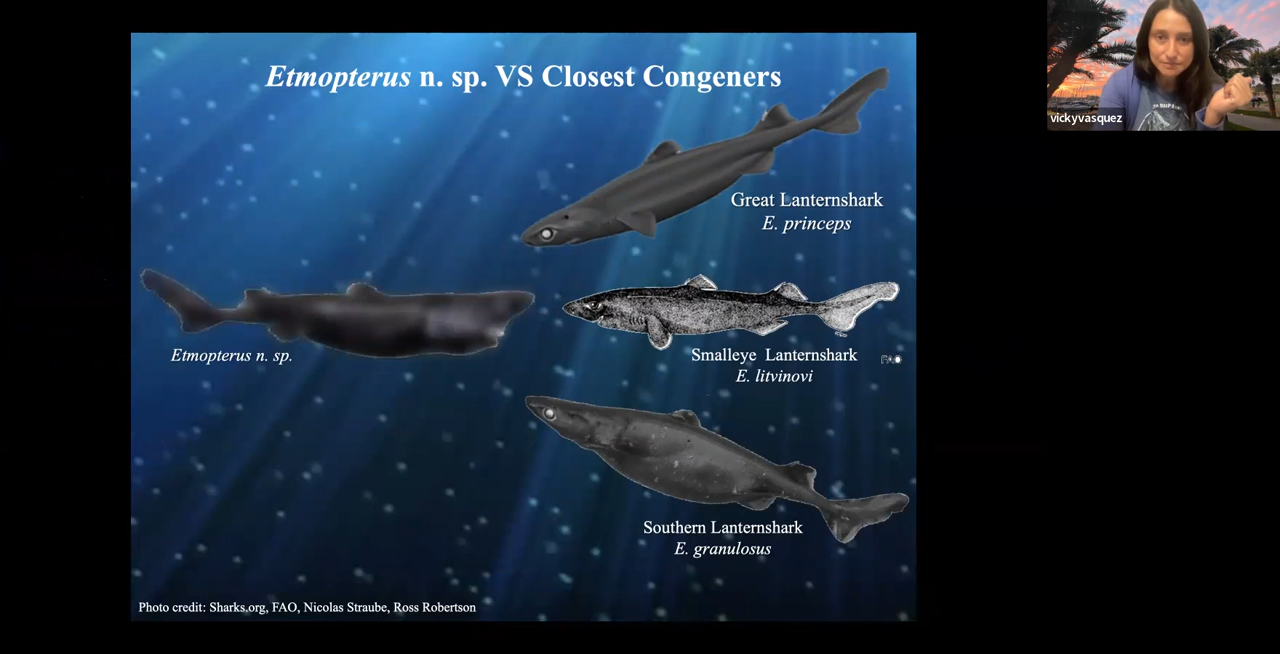 Etmopterus n. sp. VS Closest Congeners
vickyvasquez
Great Lanternshark
E. princeps
Etmopterus n. sp.
Smalleye Lanternshark
E. litvinovi
FAO
Southern Lanternshark
E. granulosus
Photo credit: Sharks.org, FAO, Nicolas Straube, Ross Robertson